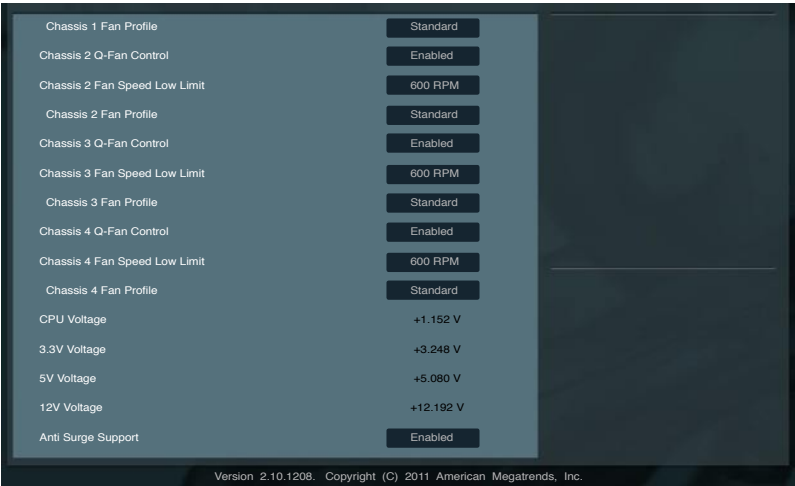 Chassis 1 Fan Profile Standard
Chassis 2 Q-Fan Control Enabled
Chassis 2 Fan Speed Low Limit 600 RPM
Chassis 2 Fan Profile Standard
Chassis 3 Q-Fan Control Enabled
Chassis 3 Fan Speed Low Limit 600 RPM
Chassis 3 Fan Profile Standard
Chassis 4 Q-Fan Control Enabled
Chassis 4 Fan Speed Low Limit 600 RPM
Chassis 4 Fan Profile Standard
CPU Voltage +1.152 V
3.3V Voltage +3.248 V
5V Voltage +5.080 V
12V Voltage +12.192 V
Anti Surge Support Enabled
Version 2.10.1208. Copyright (C) 2011 American Megatrends, Inc.